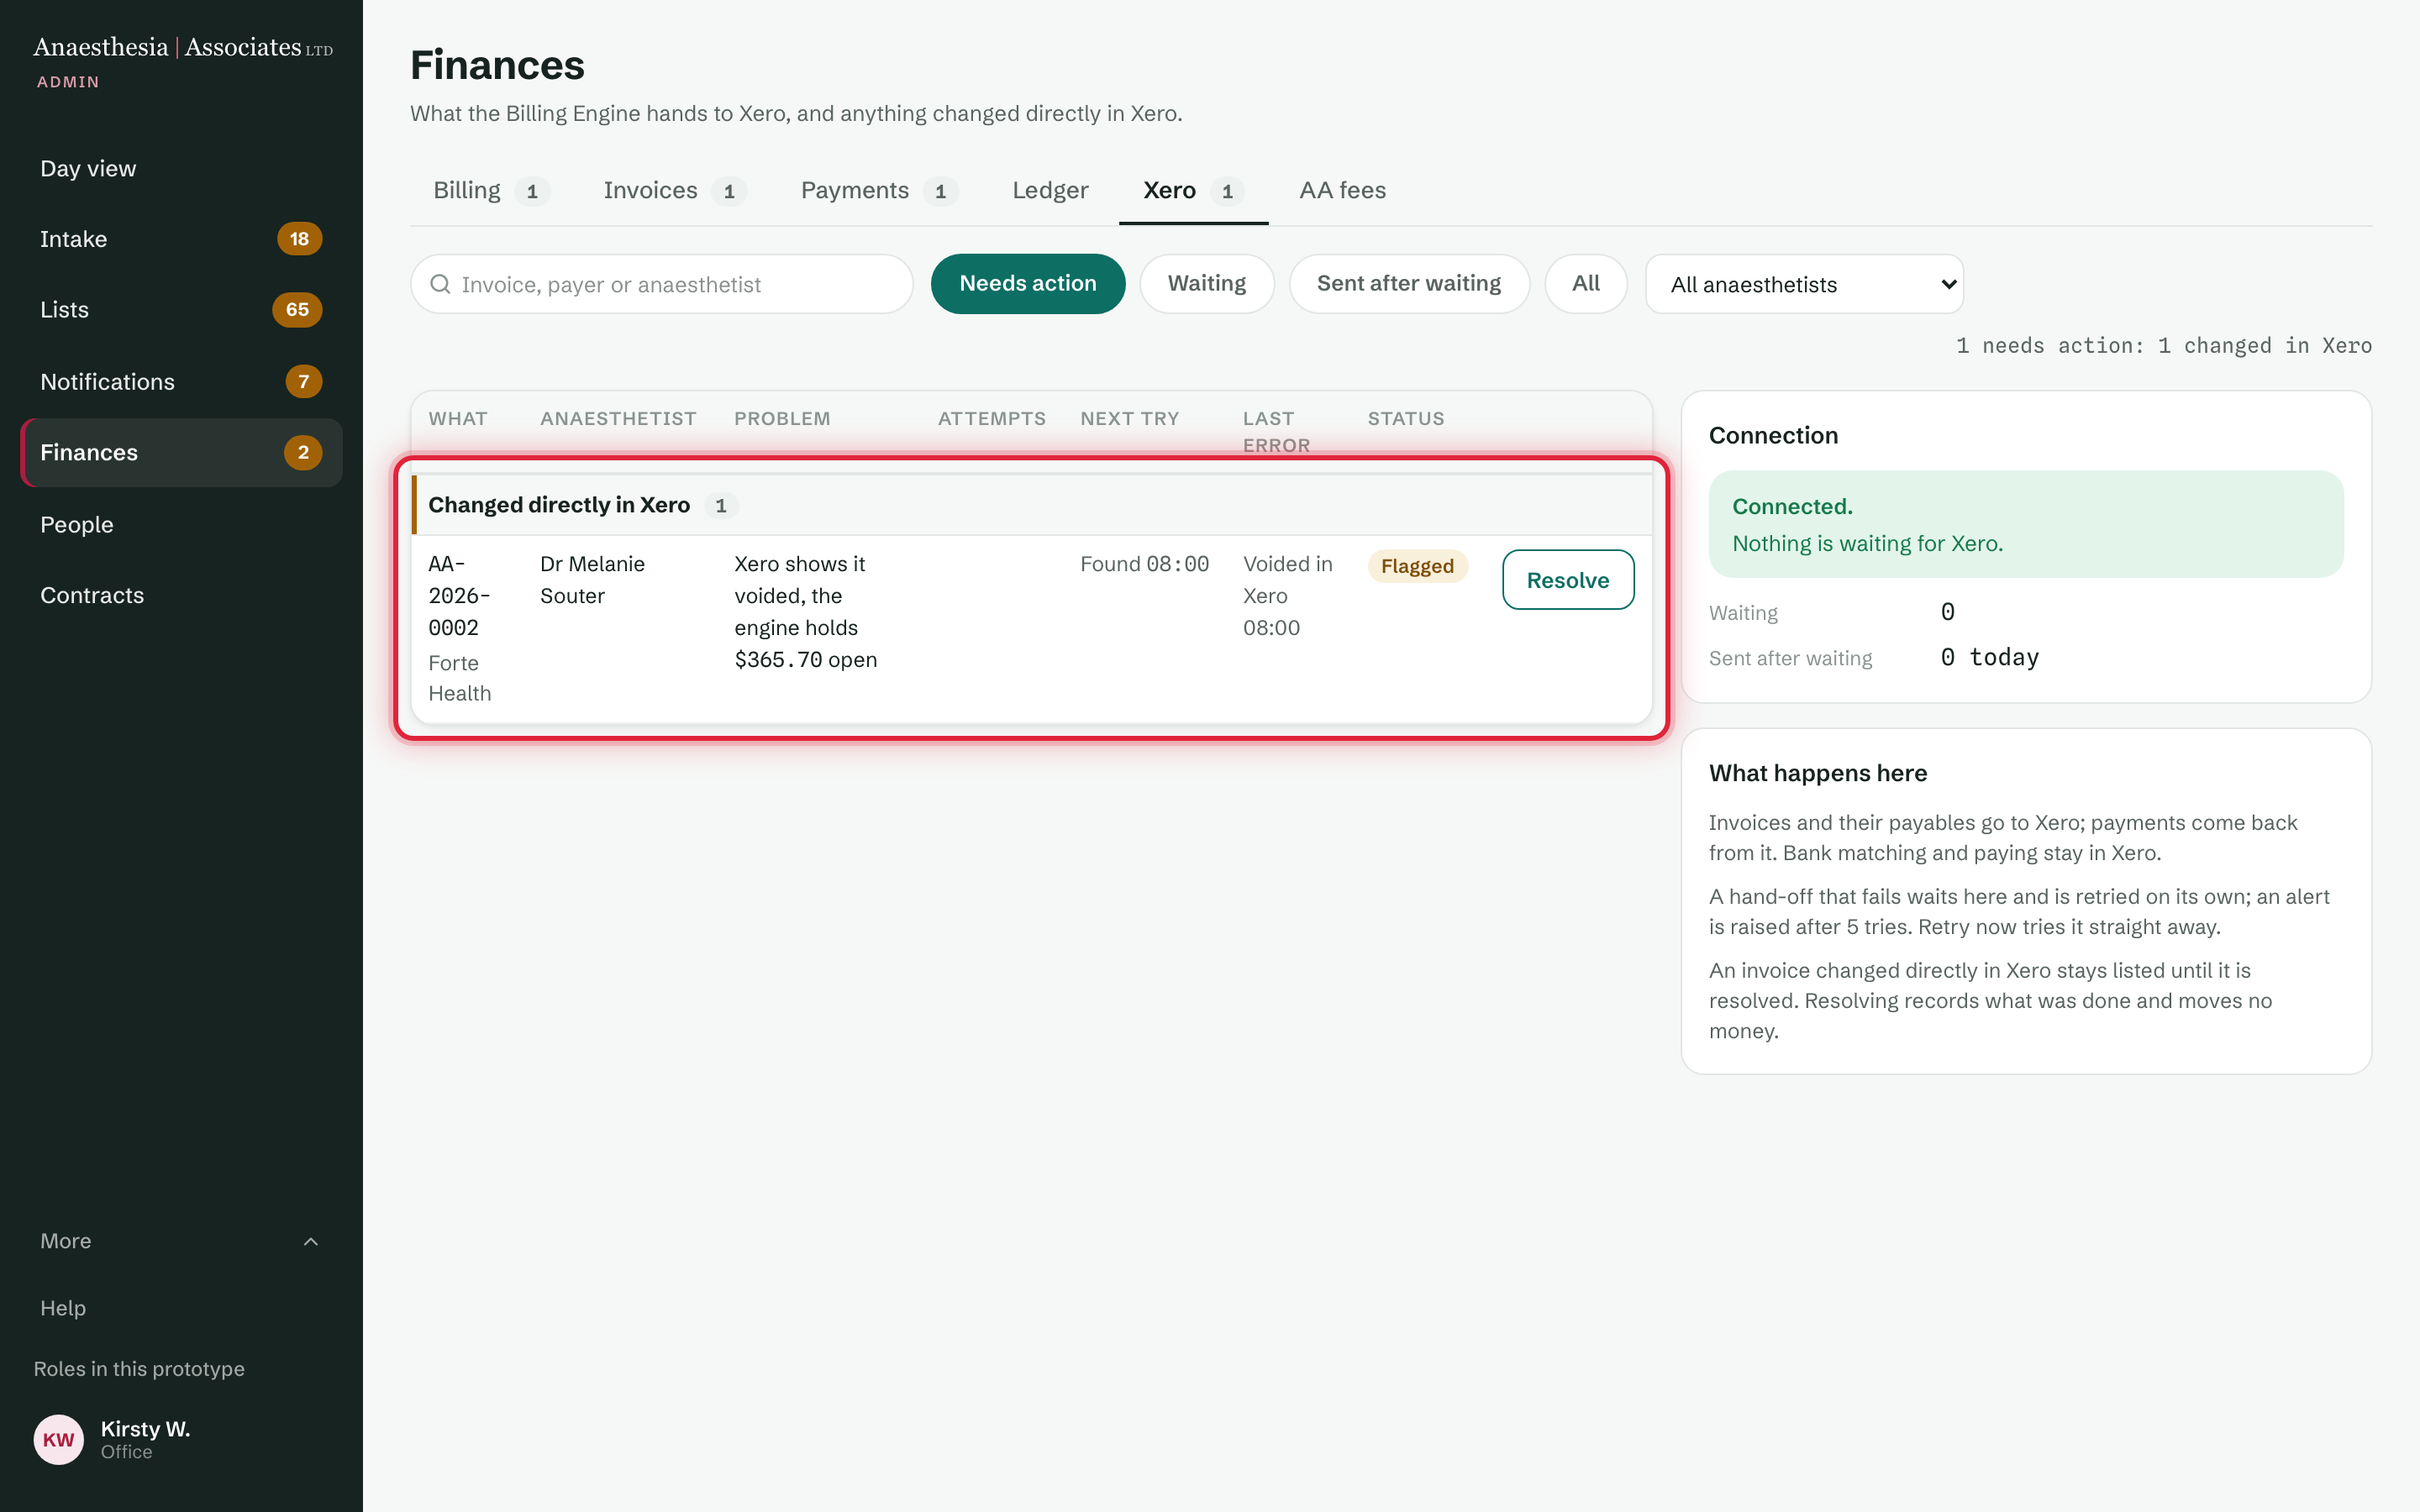 Anaesthesia | Associates LTD
ADMIN
Day view
Intake 18
Lists 65
Notifications 7
Finances 2
People
Contracts
More
Help
Roles in this prototype
KW
Kirsty W.
Office
Finances
What the Billing Engine hands to Xero, and anything changed directly in Xero.
Billing 1 Invoices 1 Payments 1 Ledger Xero 1 AA fees
Invoice, payer or anaesthetist Needs action Waiting Sent after waiting All All anaesthetists
1 needs action: 1 changed in Xero
WHAT ANAESTHETIST PROBLEM ATTEMPTS NEXT TRY LAST ERROR STATUS
Changed directly in Xero 1
AA-
2026-
0002
Forte
Health
Dr Melanie
Souter
Xero shows it
voided, the
engine holds
$365.70 open
Found 08:00
Voided in
Xero
08:00
Flagged
Resolve
Connection
Connected.
Nothing is waiting for Xero.
Waiting 0
Sent after waiting 0 today
What happens here
Invoices and their payables go to Xero; payments come back
from it. Bank matching and paying stay in Xero.
A hand-off that fails waits here and is retried on its own; an alert
is raised after 5 tries. Retry now tries it straight away.
An invoice changed directly in Xero stays listed until it is
resolved. Resolving records what was done and moves no
money.